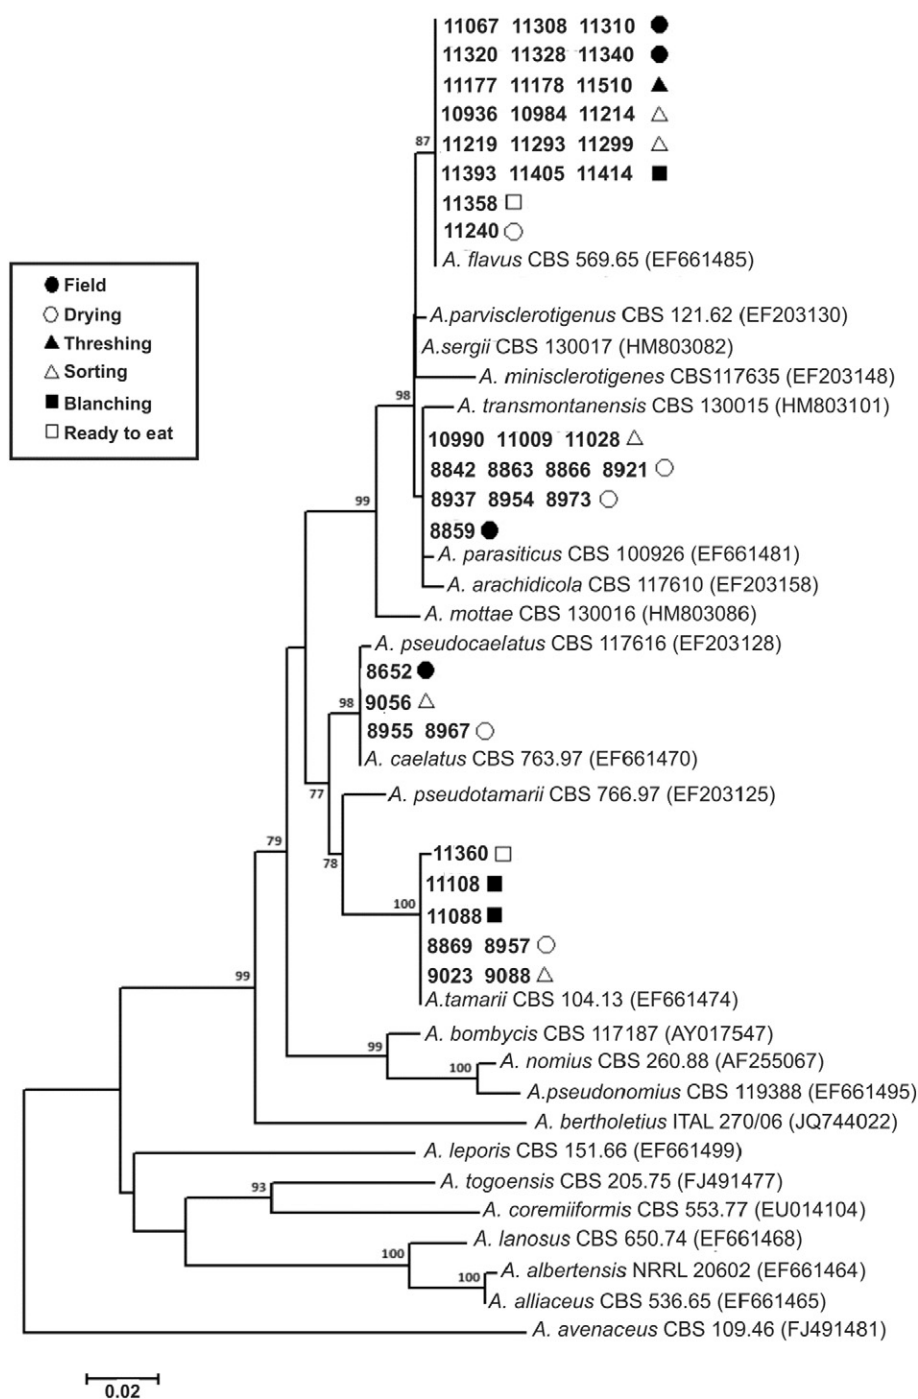 11067 11308 11310
11320 11328 11340
11177 11178 11510
10936 10984 11214
87
11219 11293 11299
11393 11405 11414
11358
11240
A. flavus CBS 569.65 (EF661485)
Field
Drying
Threshing
Sorting
Blanching
Ready to eat
A.parvisclerotigenus CBS 121.62 (EF203130)
A.sergii CBS 130017 (HM803082)
A. minisclerotigenes CBS117635 (EF203148)
98
A. transmontanensis CBS 130015 (HM803101)
10990 11009 11028
8842 8863 8866 8921
99
8937 8954 8973
8859
A. parasiticus CBS 100926 (EF661481)
A. arachidicola CBS 117610 (EF203158)
A. mottae CBS 130016 (HM803086)
A. pseudocaelatus CBS 117616 (EF203128)
8652
98
9056
8955 8967
A. caelatus CBS 763.97 (EF661470)
77
A. pseudotamarii CBS 766.97 (EF203125)
79
78
11360
11108
100
11088
8869 8957
99
9023 9088
A.tamarii CBS 104.13 (EF661474)
A. bombycis CBS 117187 (AY017547)
99
A. nomius CBS 260.88 (AF255067)
100
A.pseudonomius CBS 119388 (EF661495)
A. bertholetius ITAL 270/06 (JQ744022)
A. leporis CBS 151.66 (EF661499)
A. togoensis CBS 205.75 (FJ491477)
93
A. coremiiformis CBS 553.77 (EU014104)
A. lanosus CBS 650.74 (EF661468)
100
A. albertensis NRRL 20602 (EF661464)
100
A. alliaceus CBS 536.65 (EF661465)
A. avenaceus CBS 109.46 (FJ491481)
0.02